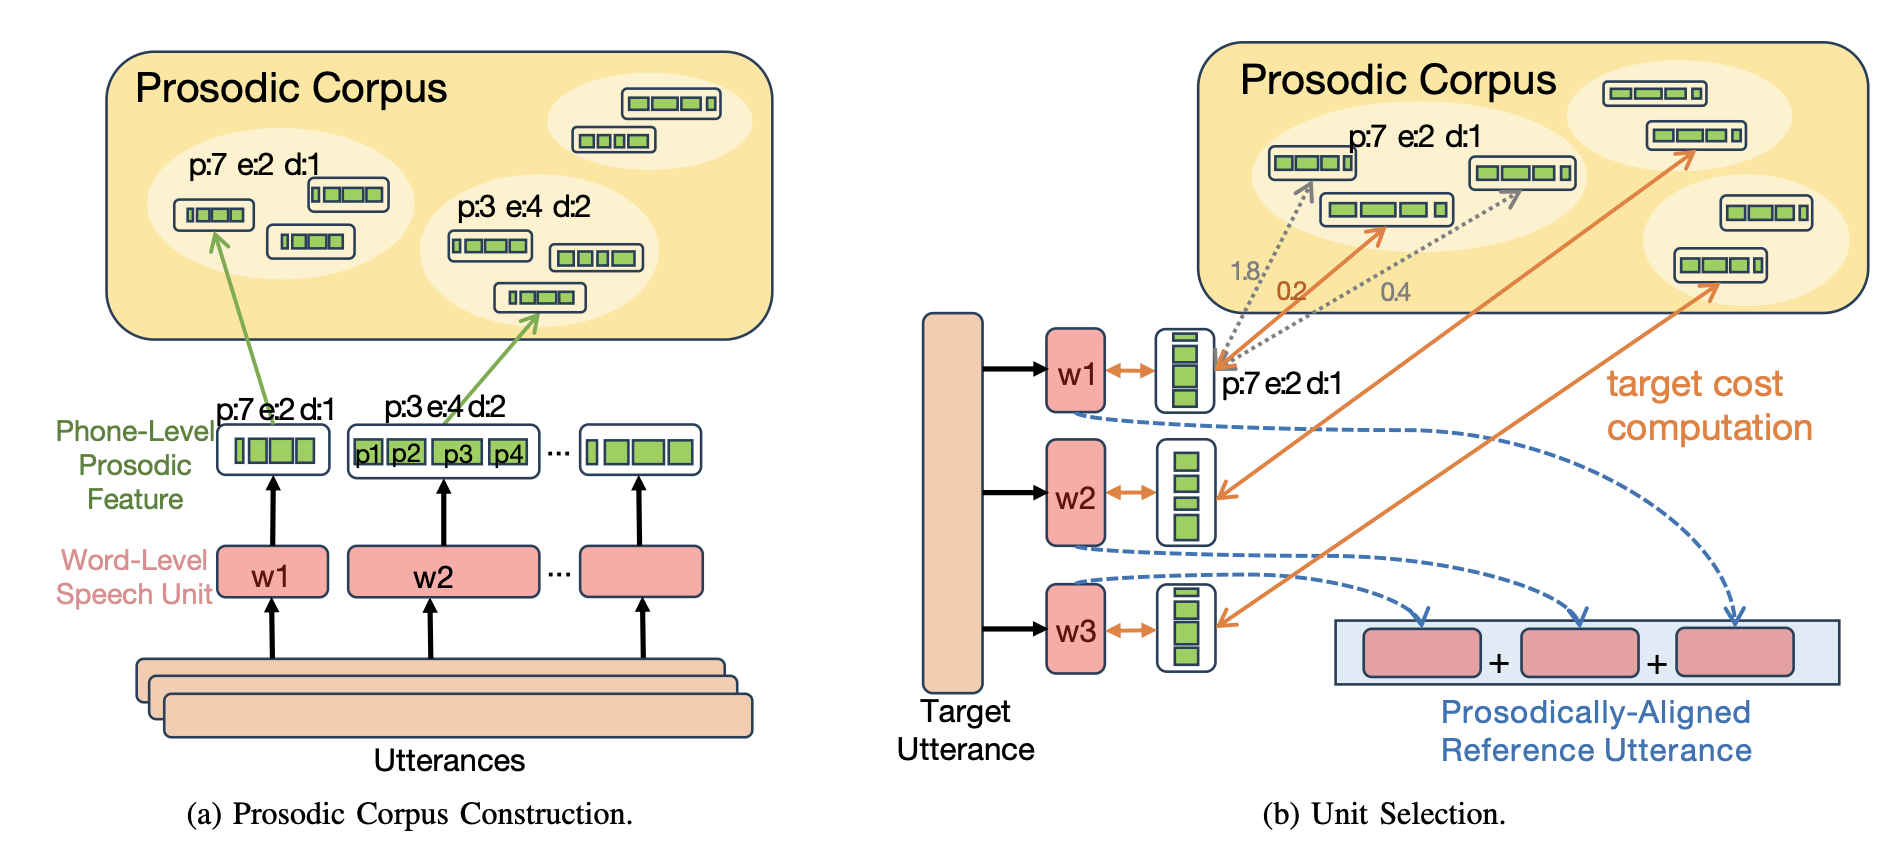 Prosodic Corpus
p:7 e:2 d:1
p:3 e:4 d:2
p:7 e:2 d:1
p:3 e:4 d:2
Phone-Level
Prosodic
Feature
p1 p2 p3 p4 ...
Word-Level
Speech Unit
w1 w2 ...
Utterances
(a) Prosodic Corpus Construction.
Prosodic Corpus
p:7 e:2 d:1
1.8
0.2
0.4
w1
p:7 e:2 d:1
target cost
computation
w2
w3
+ +
Target
Utterance
Prosodically-Aligned
Reference Utterance
(b) Unit Selection.